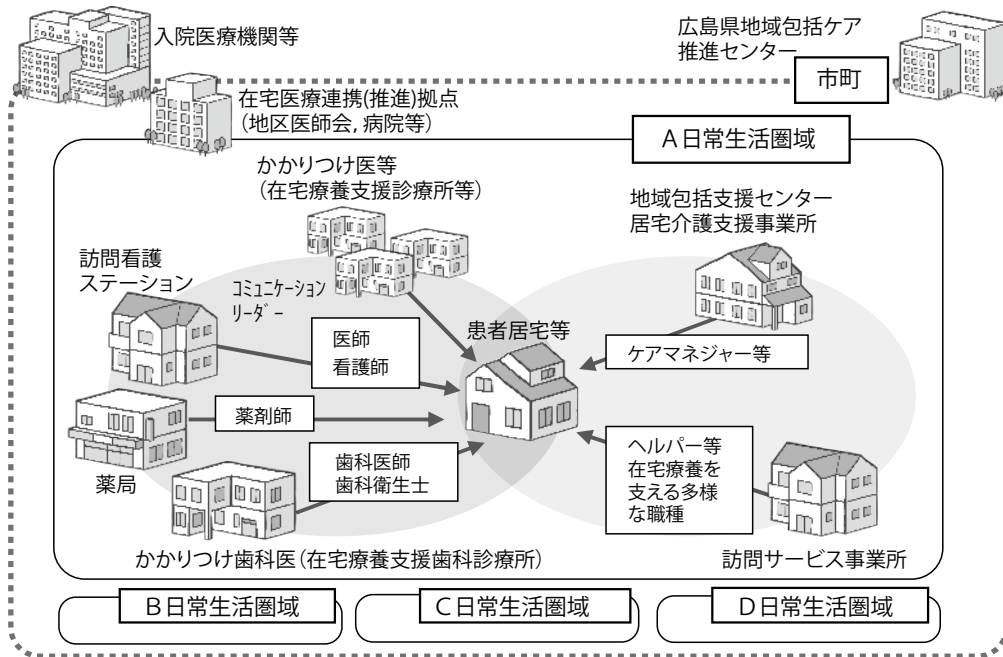 入院医療機関等
広島県地域包括ケア
推進センター
市町
在宅医療連携(推進)拠点
(地区医師会, 病院等)
A日常生活圏域
かかりつけ医等
(在宅療養支援診療所等)
地域包括支援センター
居宅介護支援事業所
訪問看護
ステーション
ｺﾐｭﾆｹｰｼｮﾝ
ﾘｰﾀﾞｰ
患者居宅等
医師
看護師
ケアマネジャー等
薬剤師
薬局
歯科医師
歯科衛生士
ヘルパー等
在宅療養を
支える多様
な職種
かかりつけ歯科医(在宅療養支援歯科診療所)
訪問サービス事業所
B日常生活圏域
C日常生活圏域
D日常生活圏域